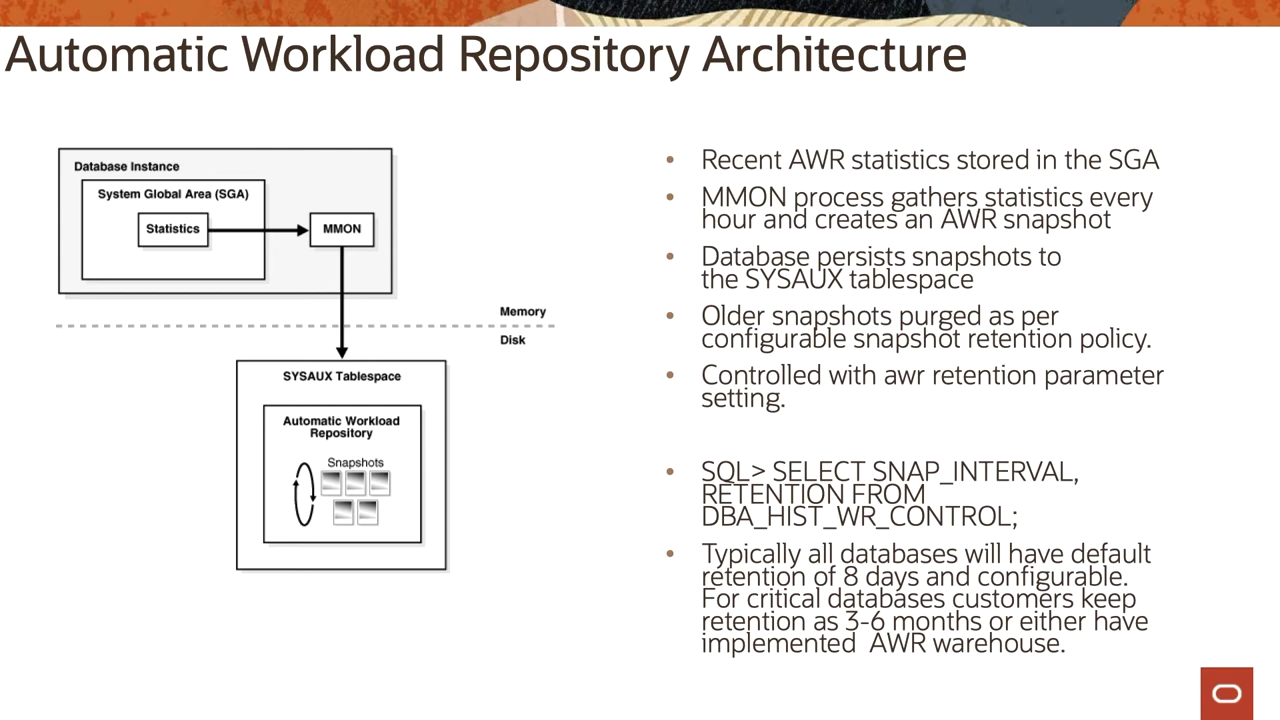 Automatic Workload Repository Architecture
Database Instance
System Global Area (SGA)
Statistics
MMON
Memory
Disk
SYSAUX Tablespace
Automatic Workload
Repository
Snapshots
• Recent AWR statistics stored in the SGA
• MMON process gathers statistics every
hour and creates an AWR snapshot
• Database persists snapshots to
the SYSAUX tablespace
• Older snapshots purged as per
configurable snapshot retention policy.
• Controlled with awr retention parameter
setting.
• SQL> SELECT SNAP_INTERVAL,
RETENTION FROM
DBA_HIST_WR_CONTROL;
• Typically all databases will have default
retention of 8 days and configurable.
For critical databases customers keep
retention as 3-6 months or either have
implemented  AWR warehouse.